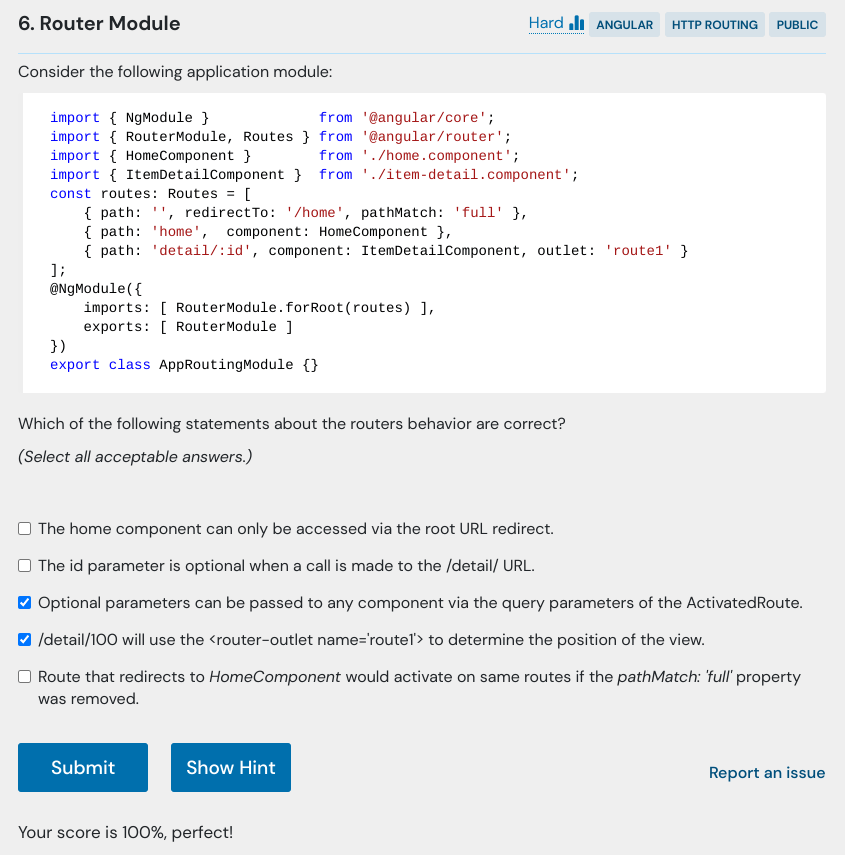 6. Router Module
Hard ANGULAR HTTP ROUTING PUBLIC
Consider the following application module:
import { NgModule }             from '@angular/core';
import { RouterModule, Routes } from '@angular/router';
import { HomeComponent }        from './home.component';
import { ItemDetailComponent }  from './item-detail.component';
const routes: Routes = [
    { path: '', redirectTo: '/home', pathMatch: 'full' },
    { path: 'home',  component: HomeComponent },
    { path: 'detail/:id', component: ItemDetailComponent, outlet: 'route1' }
];
@NgModule({
    imports: [ RouterModule.forRoot(routes) ],
    exports: [ RouterModule ]
})
export class AppRoutingModule {}
Which of the following statements about the routers behavior are correct?
(Select all acceptable answers.)
The home component can only be accessed via the root URL redirect.
The id parameter is optional when a call is made to the /detail/ URL.
Optional parameters can be passed to any component via the query parameters of the ActivatedRoute.
/detail/100 will use the <router-outlet name='route1'> to determine the position of the view.
Route that redirects to HomeComponent would activate on same routes if the pathMatch: 'full' property
was removed.
Submit
Show Hint
Report an issue
Your score is 100%, perfect!